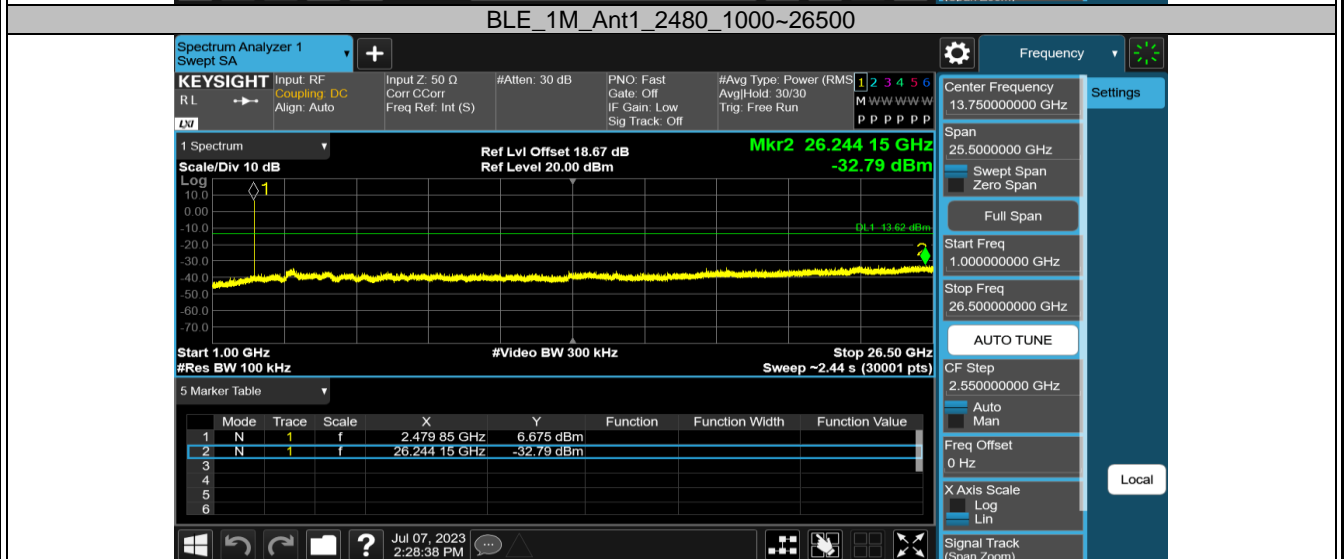 BLE_1M_Ant1_2480_1000~26500
Spectrum Analyzer 1
Swept SA
+
Frequency
KEYSIGHT
Input: RF
Input Z: 50 Ω
#Atten: 30 dB
PNO: Fast
#Avg Type: Power (RMS
1 2 3 4 5 6
RL
Coupling: DC
Corr CCorr
Gate: Off
Avg|Hold: 30/30
M W W W W W
Align: Auto
Freq Ref: Int (S)
IF Gain: Low
Trig: Free Run
LXI
Sig Track: Off
P P P P P P
Center Frequency
13.750000000 GHz
Settings
1 Spectrum
Ref Lvl Offset 18.67 dB
Mkr2 26.244 15 GHz
Scale/Div 10 dB
Ref Level 20.00 dBm
-32.79 dBm
Span
25.5000000 GHz
Swept Span
Zero Span
Full Span
Log
10.0
0.00
-10.0
-20.0
-30.0
-40.0
-50.0
-60.0
-70.0
1
DL1 -13.62 dBm
2
Start Freq
1.000000000 GHz
Stop Freq
26.500000000 GHz
AUTO TUNE
Start 1.00 GHz
#Video BW 300 kHz
Stop 26.50 GHz
#Res BW 100 kHz
Sweep ~2.44 s (30001 pts)
CF Step
2.550000000 GHz
Auto
Man
5 Marker Table
Mode Trace Scale X Y Function Function Width Function Value
1 N 1 f 2.479 85 GHz 6.675 dBm
2 N 1 f 26.244 15 GHz -32.79 dBm
3
4
5
6
Freq Offset
0 Hz
X Axis Scale
Log
Lin
Local
Signal Track
(Span Zoom)
?
Jul 07, 2023
2:28:38 PM